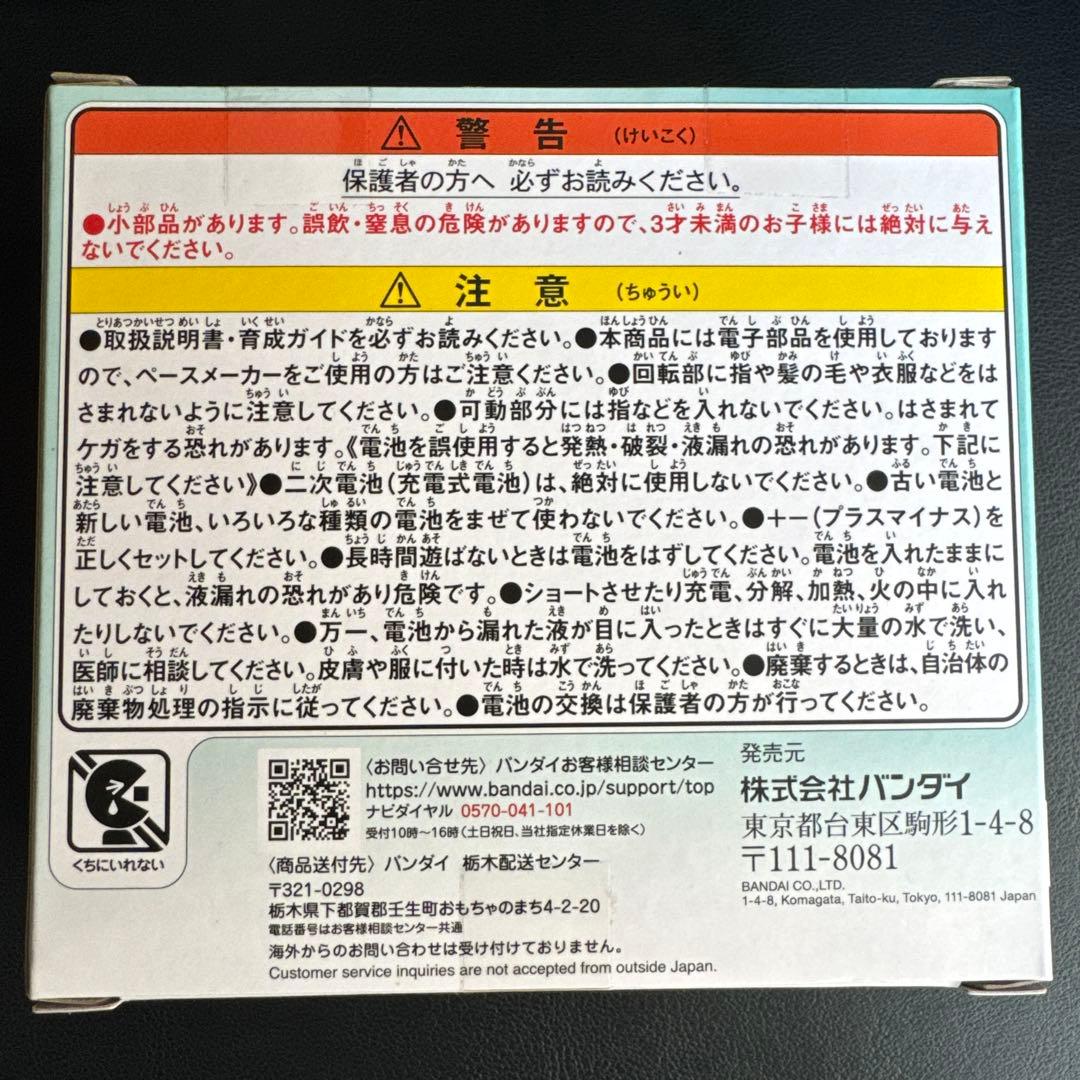 警告 (けいこく)
保護者の方へ 必ずお読みください。
●小部品があります。誤飲・窒息の危険がありますので、3才未満のお子様には絶対に与え
ないでください。
注意 (ちゅうい)
●取扱説明書・育成ガイドを必ずお読みください。●本商品には電子部品を使用しております
ので、ペースメーカーをご使用の方はご注意ください。●回転部に指や髪の毛や衣服などをは
さまれないように注意してください。●可動部分には指などを入れないでください。はさまれて
ケガをする恐れがあります。《電池を誤使用すると発熱・破裂・液漏れの恐れがあります。下記に
注意してください》●二次電池(充電式電池)は、絶対に使用しないでください。●古い電池と
新しい電池、いろいろな種類の電池をまぜて使わないでください。●+-(プラスマイナス)を
正しくセットしてください。●長時間遊ばないときは電池をはずしてください。電池を入れたままに
しておくと、液漏れの恐れがあり危険です。●ショートさせたり充電、分解、加熱、火の中に入れ
たりしないでください。●万一、電池から漏れた液が目に入ったときはすぐに大量の水で洗い、
医師に相談してください。皮膚や服に付いた時は水で洗ってください。●廃棄するときは、自治体の
廃棄物処理の指示に従ってください。●電池の交換は保護者の方が行ってください。
くちにいれない
〈お問い合せ先〉バンダイお客様相談センター
https://www.bandai.co.jp/support/top
ナビダイヤル 0570-041-101
受付10時〜16時(土日祝日、当社指定休業日を除く)
〈商品送付先〉バンダイ 栃木配送センター
〒321-0298
栃木県下都賀郡壬生町おもちゃのまち4-2-20
電話番号はお客様相談センター共通
海外からのお問い合わせは受け付けておりません。
Customer service inquiries are not accepted from outside Japan.
発売元
株式会社バンダイ
東京都台東区駒形1-4-8
〒111-8081
BANDAI CO.,LTD.
1-4-8, Komagata, Taito-ku, Tokyo, 111-8081 Japan